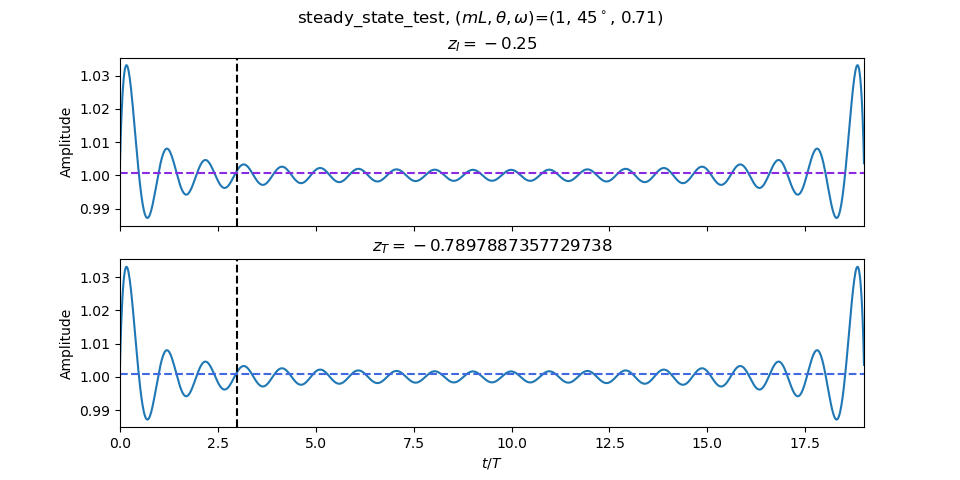 steady_state_test, (mL, θ, ω)=(1, 45°, 0.71)
z_I = −0.25
1.03
1.02
1.01
1.00
0.99
Amplitude
z_T = −0.7897887357729738
1.03
1.02
1.01
1.00
0.99
Amplitude
0.0 2.5 5.0 7.5 10.0 12.5 15.0 17.5
t/T